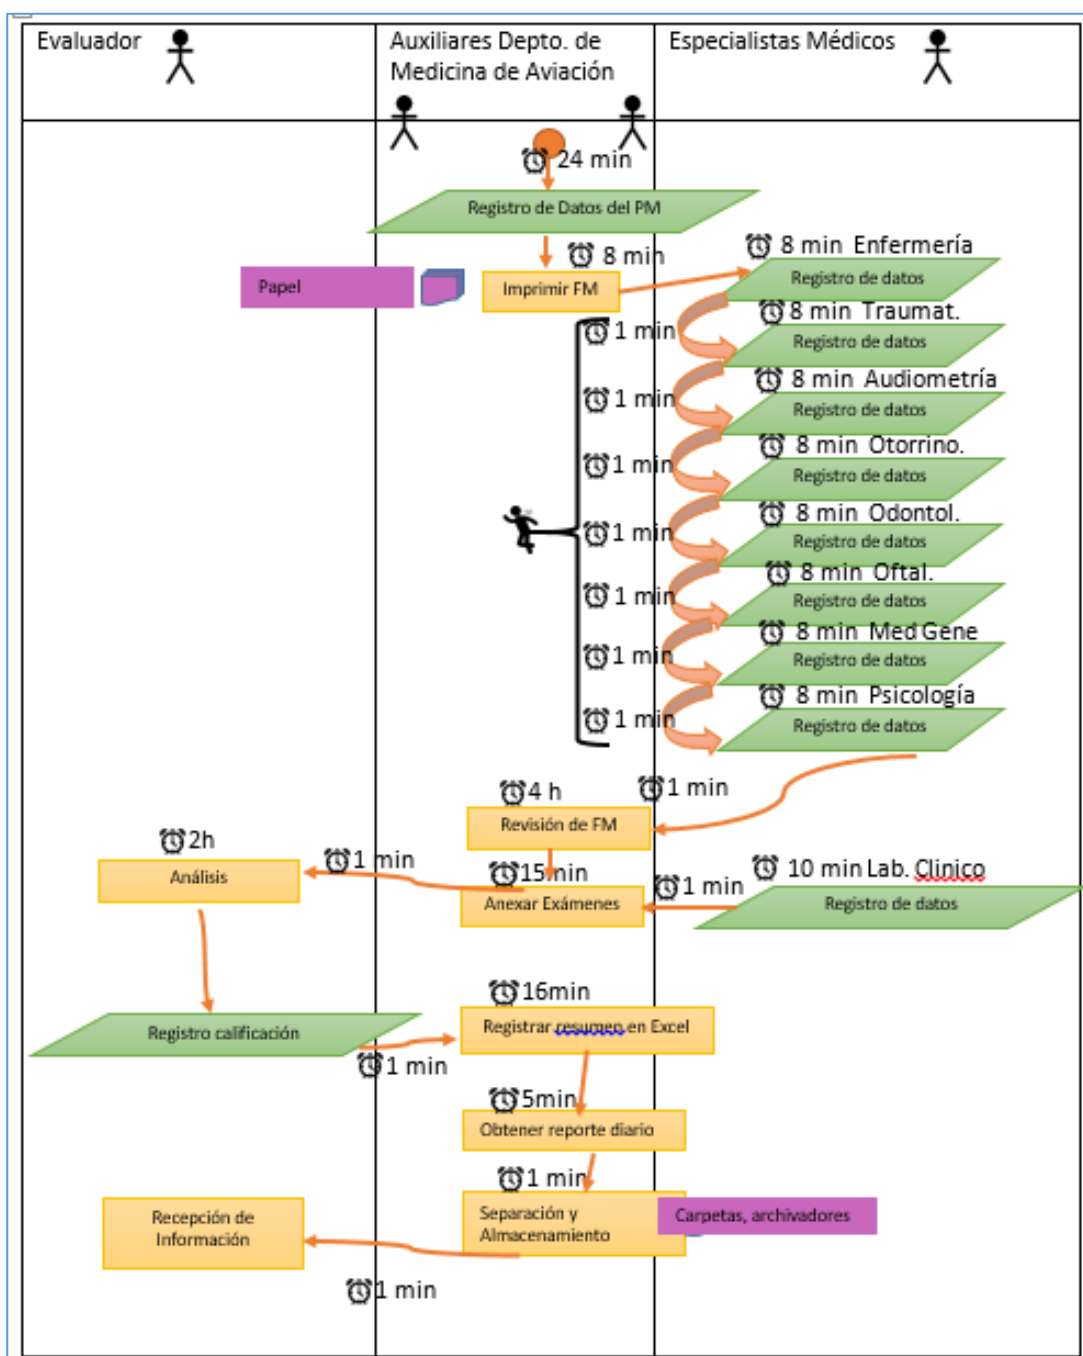 Evaluador
Auxiliares Depto. de
Medicina de Aviación
Especialistas Médicos
24 min
Registro de Datos del PM
8 min
8 min Enfermería
Papel
Imprimir FM
Registro de datos
1 min
8 min Traumat.
Registro de datos
1 min
8 min Audiometría
Registro de datos
1 min
8 min Otorrino.
Registro de datos
1 min
8 min Odontol.
Registro de datos
1 min
8 min Oftal.
Registro de datos
1 min
8 min Med Gene
Registro de datos
1 min
8 min Psicología
Registro de datos
4 h
1 min
Revisión de FM
2h
1 min
15min
10 min Lab. Clinico
Análisis
1 min
Anexar Exámenes
Registro de datos
16min
Registro calificación
Registrar resumen en Excel
1 min
5min
Obtener reporte diario
1 min
Recepción de
Información
Separación y
Almacenamiento
Carpetas, archivadores
1 min